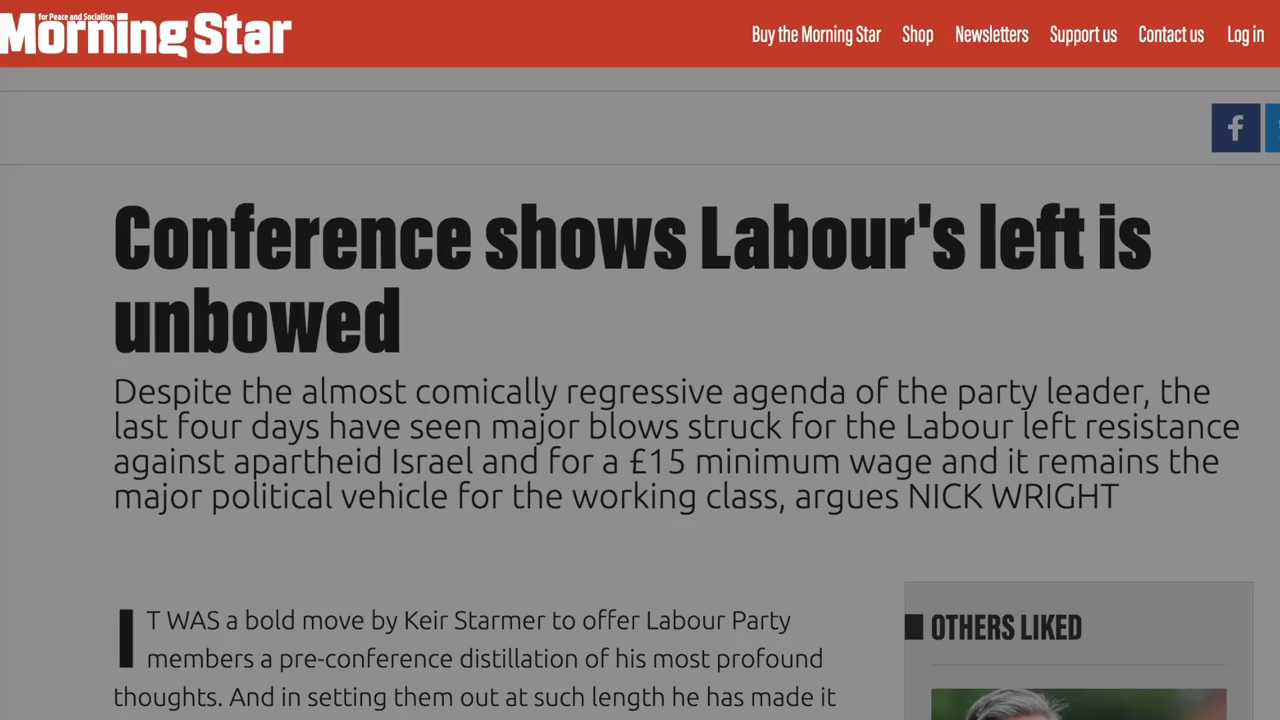 for Peace and Socialism
Morning Star
Buy the Morning Star Shop Newsletters Support us Contact us Log in
f
Conference shows Labour's left is
unbowed
Despite the almost comically regressive agenda of the party leader, the
last four days have seen major blows struck for the Labour left resistance
against apartheid Israel and for a £15 minimum wage and it remains the
major political vehicle for the working class, argues NICK WRIGHT
IT WAS a bold move by Keir Starmer to offer Labour Party
members a pre-conference distillation of his most profound
thoughts. And in setting them out at such length he has made it
OTHERS LIKED